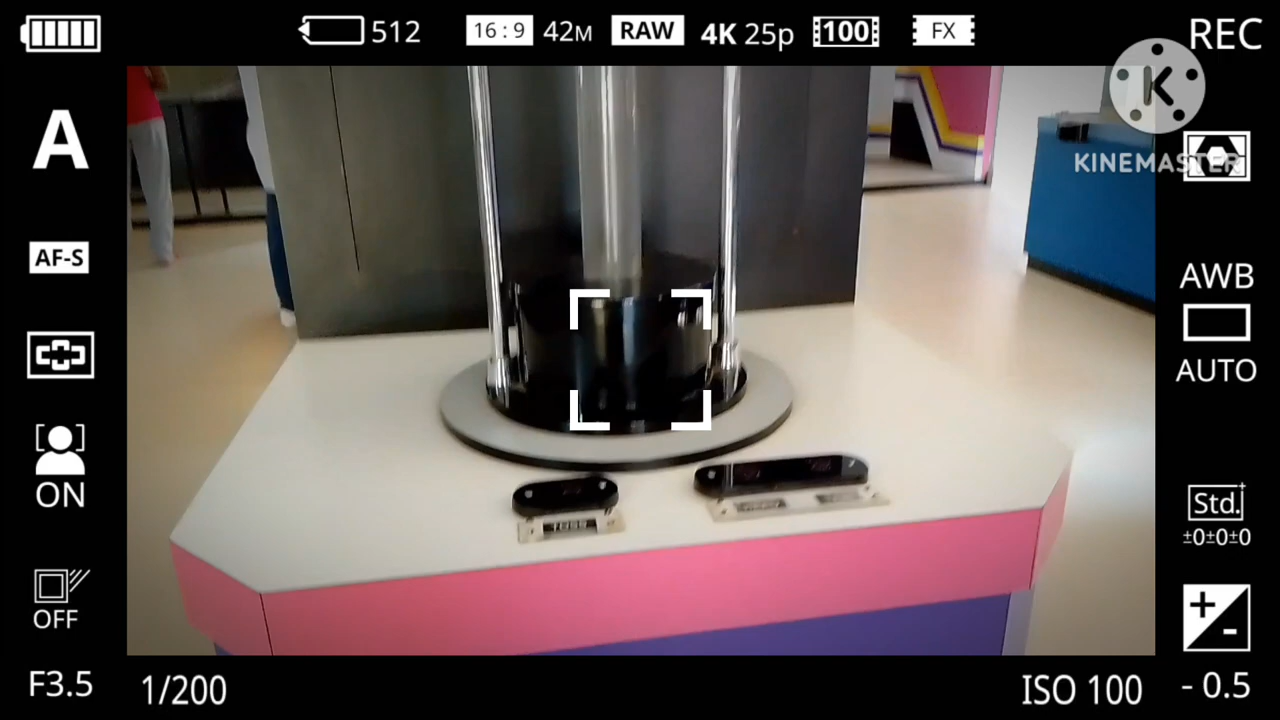 512
16:9
42M
RAW
4K 25p
100
FX
REC
K
KINEMASTER
A
AF-S
ON
OFF
AWB
AUTO
Std.
±0±0±0
F3.5
1/200
ISO 100
- 0.5